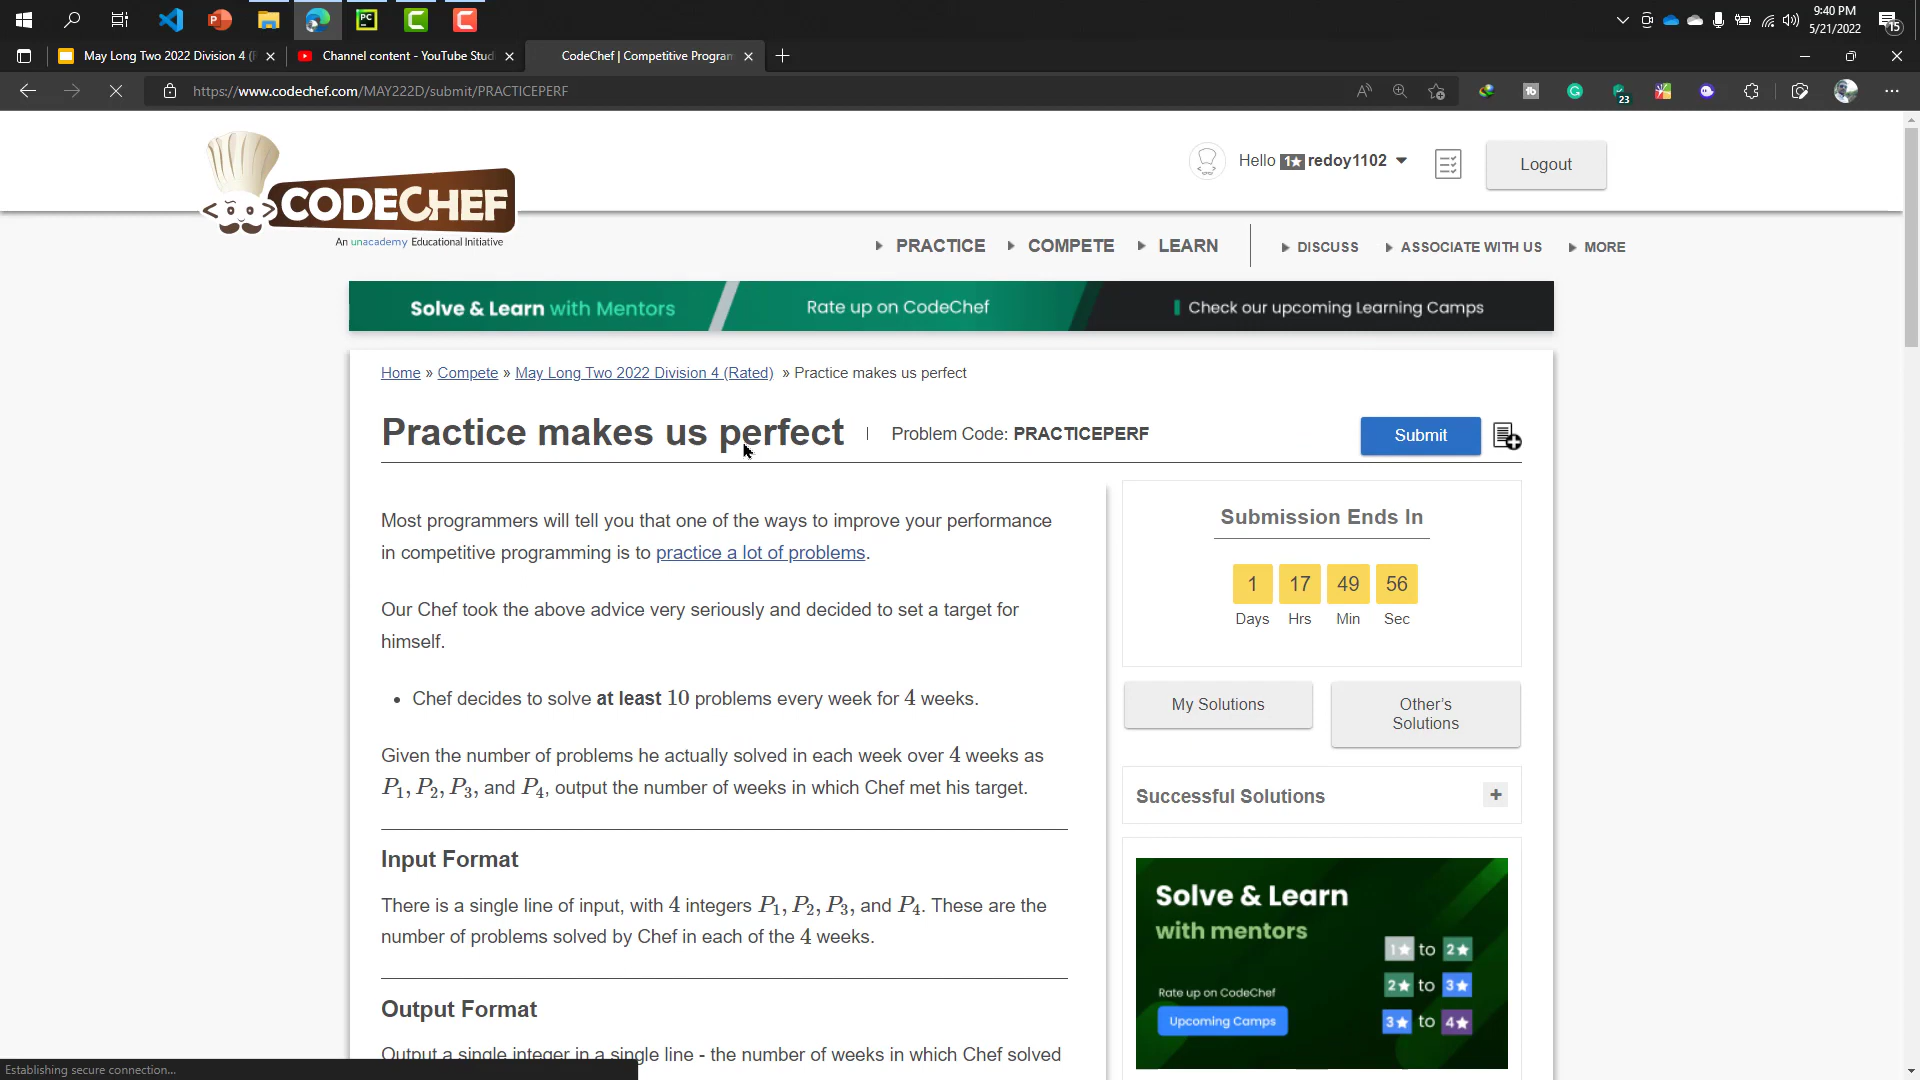 9:40 PM
5/21/2022
15
May Long Two 2022 Division 4 (
Channel content - YouTube Stud
CodeChef | Competitive Program
https://www.codechef.com/MAY222D/submit/PRACTICEPERF
23
CODECHEF
An unacademy Educational Initiative
Hello 1★ redoy1102
Logout
PRACTICE
COMPETE
LEARN
DISCUSS
ASSOCIATE WITH US
MORE
Solve & Learn with Mentors
Rate up on CodeChef
Check our upcoming Learning Camps
Home » Compete » May Long Two 2022 Division 4 (Rated) » Practice makes us perfect
Practice makes us perfect
Problem Code: PRACTICEPERF
Submit
Most programmers will tell you that one of the ways to improve your performance
in competitive programming is to practice a lot of problems.
Our Chef took the above advice very seriously and decided to set a target for
himself.
• Chef decides to solve at least 10 problems every week for 4 weeks.
Given the number of problems he actually solved in each week over 4 weeks as
P1, P2, P3, and P4, output the number of weeks in which Chef met his target.
Input Format
There is a single line of input, with 4 integers P1, P2, P3, and P4. These are the
number of problems solved by Chef in each of the 4 weeks.
Output Format
Output a single integer in a single line - the number of weeks in which Chef solved
Submission Ends In
1 17 49 56
Days Hrs Min Sec
My Solutions
Other's
Solutions
Successful Solutions
+
Solve & Learn
with mentors
1★ to 2★
2★ to 3★
3★ to 4★
Rate up on CodeChef
Upcoming Camps
Establishing secure connection...